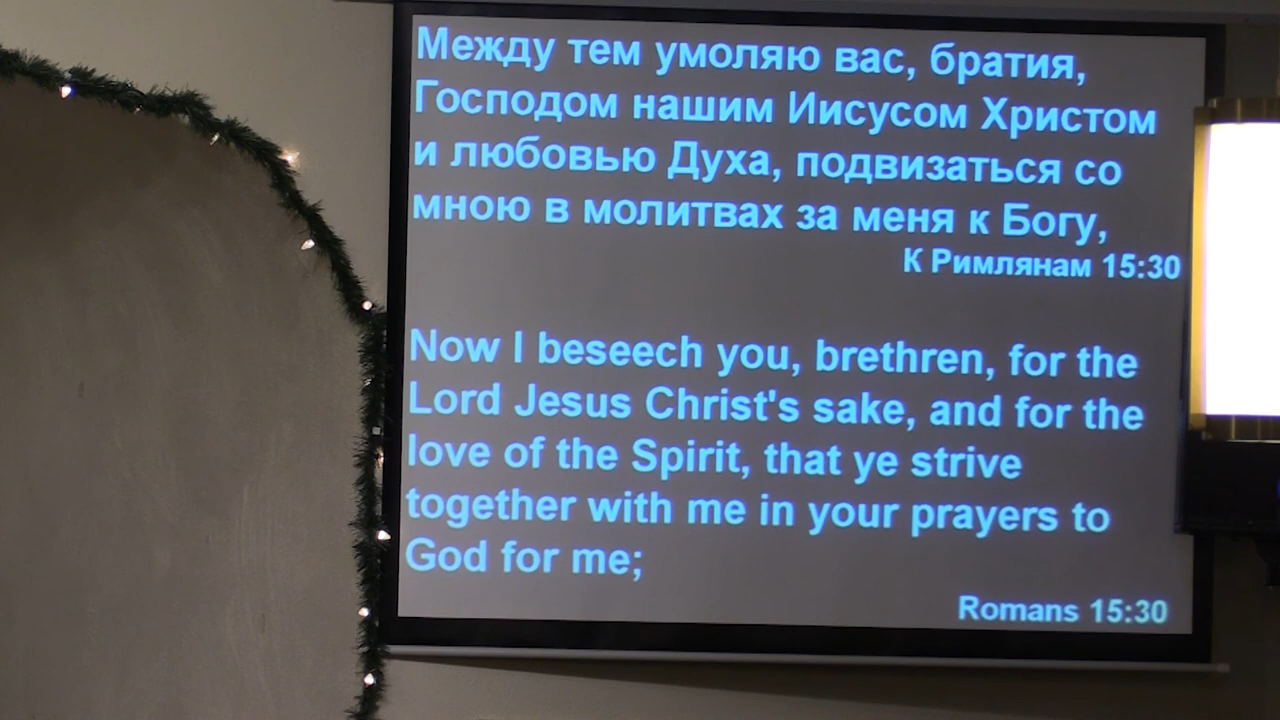 Между тем умоляю вас, братия,
Господом нашим Иисусом Христом
и любовью Духа, подвизаться со
мною в молитвах за меня к Богу,
К Римлянам 15:30
Now I beseech you, brethren, for the
Lord Jesus Christ's sake, and for the
love of the Spirit, that ye strive
together with me in your prayers to
God for me;
Romans 15:30